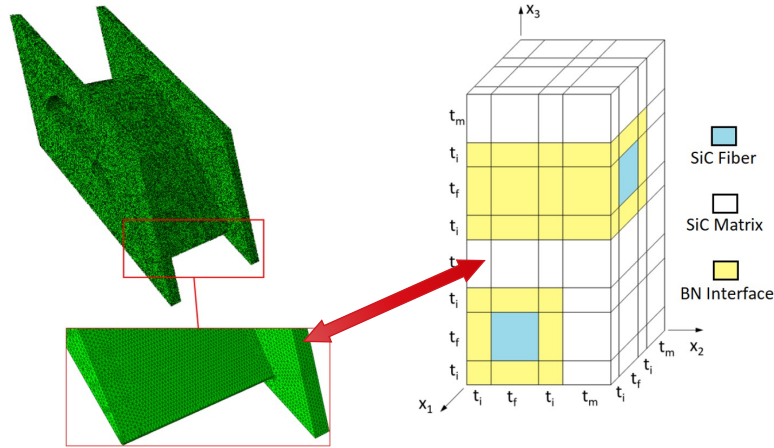 x3
tm
ti
tf
ti
t
ti
tf
ti
ti
tf
ti
tm
ti
tf
ti
tm
x1
x2
SiC Fiber
SiC Matrix
BN Interface